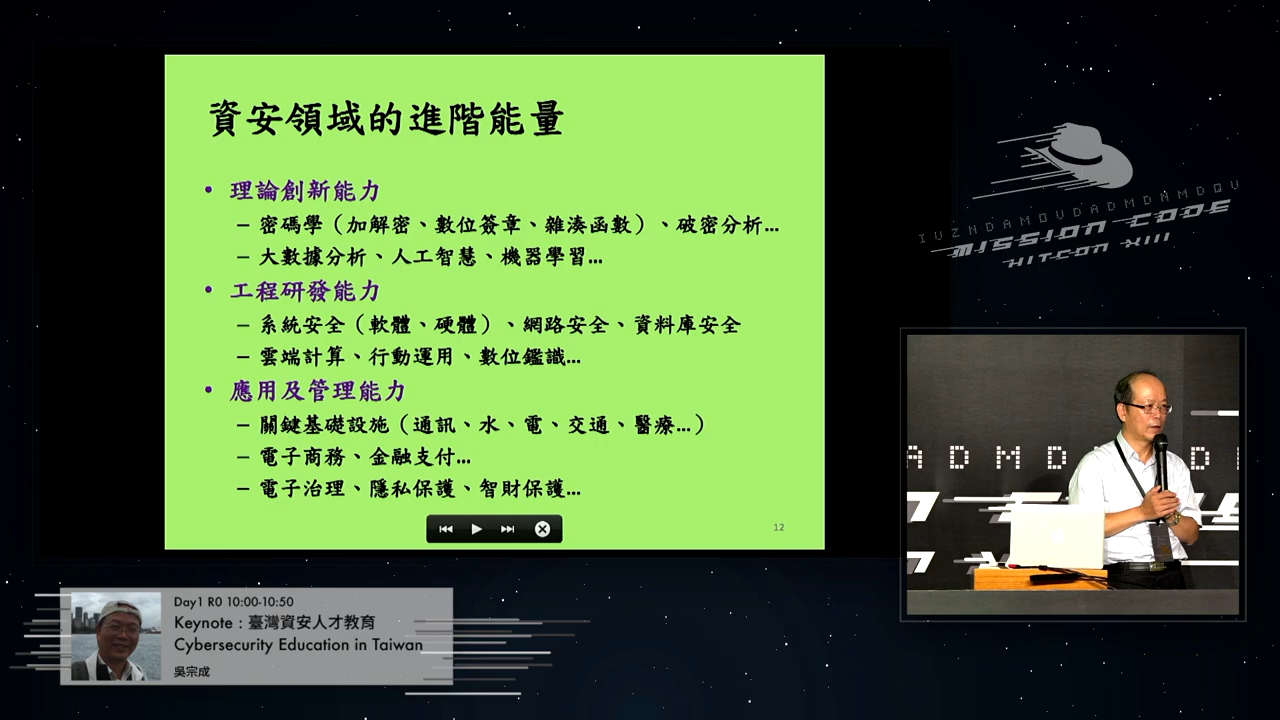 資安領域的進階能量
• 理論創新能力
– 密碼學（加解密、數位簽章、雜湊函數）、破密分析...
– 大數據分析、人工智慧、機器學習...
• 工程研發能力
– 系統安全（軟體、硬體）、網路安全、資料庫安全
– 雲端計算、行動運用、數位鑑識...
• 應用及管理能力
– 關鍵基礎設施（通訊、水、電、交通、醫療...）
– 電子商務、金融支付...
– 電子治理、隱私保護、智財保護...
12
IUZNDAMOUDADMDNAMDQU
MISSION CODE
HITCON XIII
ADMD
D
Day1 R0 10:00-10:50
Keynote：臺灣資安人才教育
Cybersecurity Education in Taiwan
吳宗成